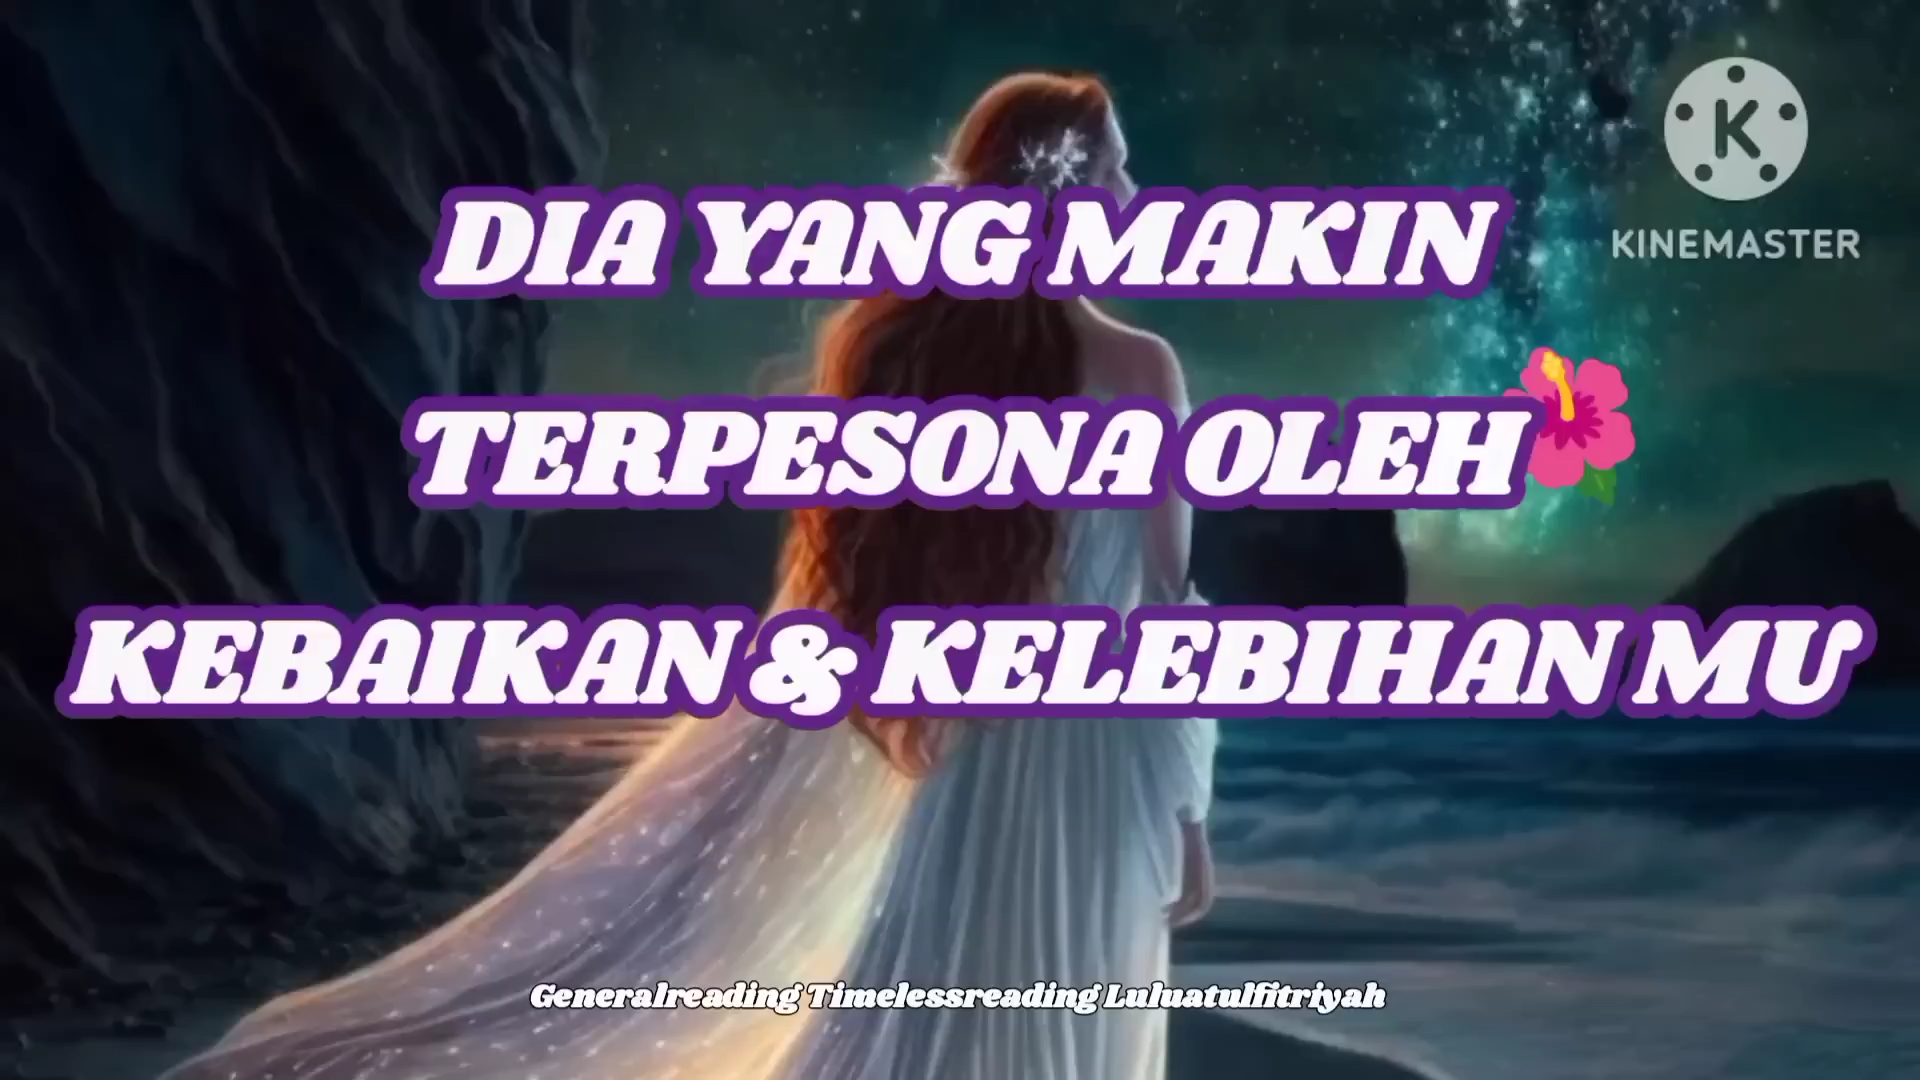 KINEMASTER
DIA YANG MAKIN
TERPESONA OLEH
KEBAIKAN & KELEBIHAN MU
Generalreading Timelessreading Luluatulfitriyah